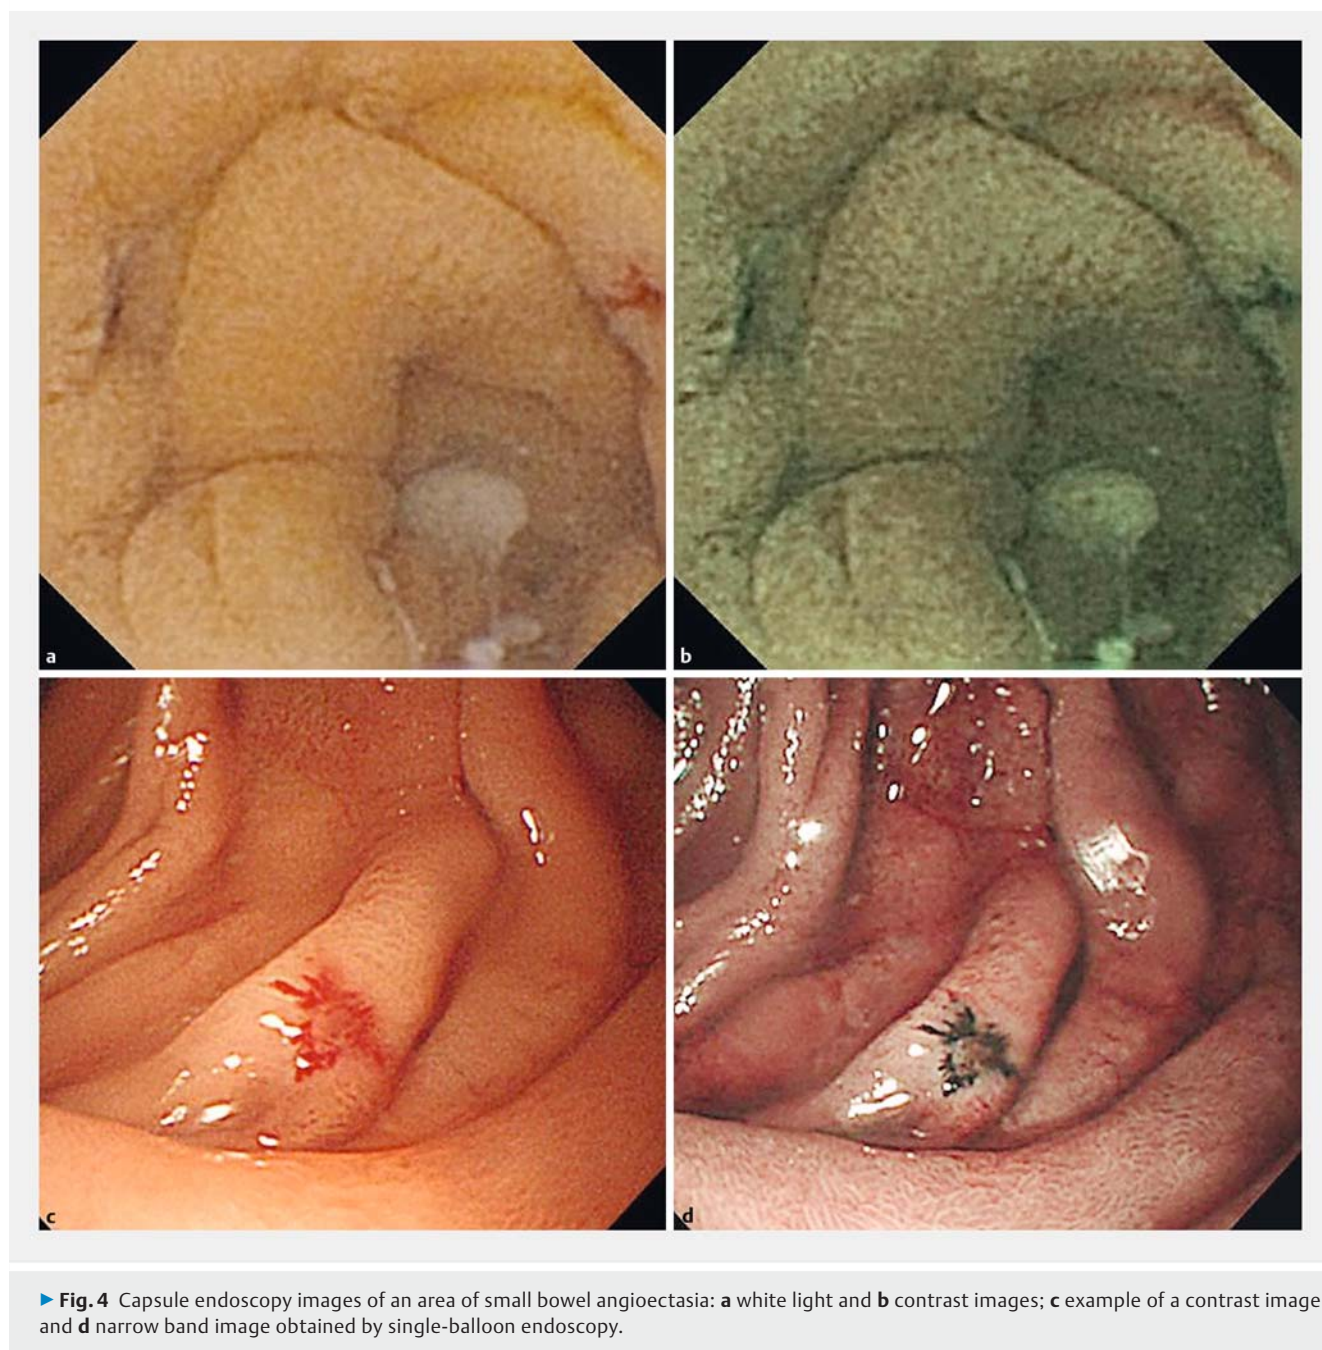 a
b
c
d
► Fig. 4 Capsule endoscopy images of an area of small bowel angioectasia: a white light and b contrast images; c example of a contrast image
and d narrow band image obtained by single-balloon endoscopy.